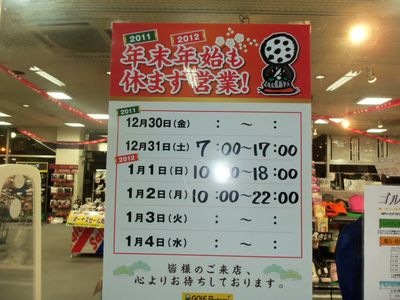 2011 2012
年末年始も
休まず営業!
2011
12月30日(金) : ～ :
12月31日(土) 7:00～17:00
2012
1月1日(日) 10:00～18:00
1月2日(月) 10:00～22:00
1月3日(火) : ～ :
1月4日(水) : ～ :
皆様のご来店、
心よりお待ちしております。
GOLF
ゴル